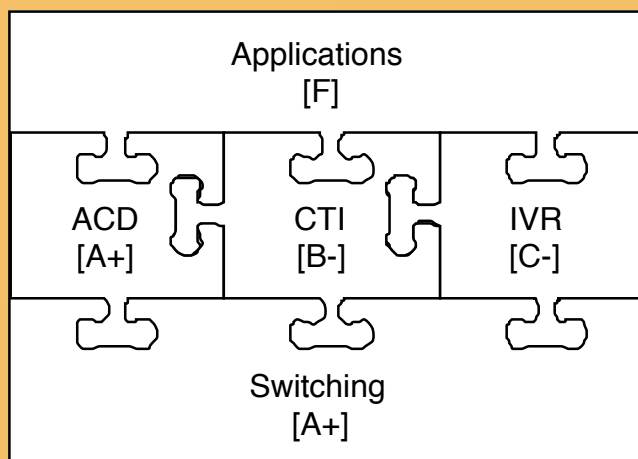 Applications
[F]
ACD
[A+]
CTI
[B-]
IVR
[C-]
Switching
[A+]